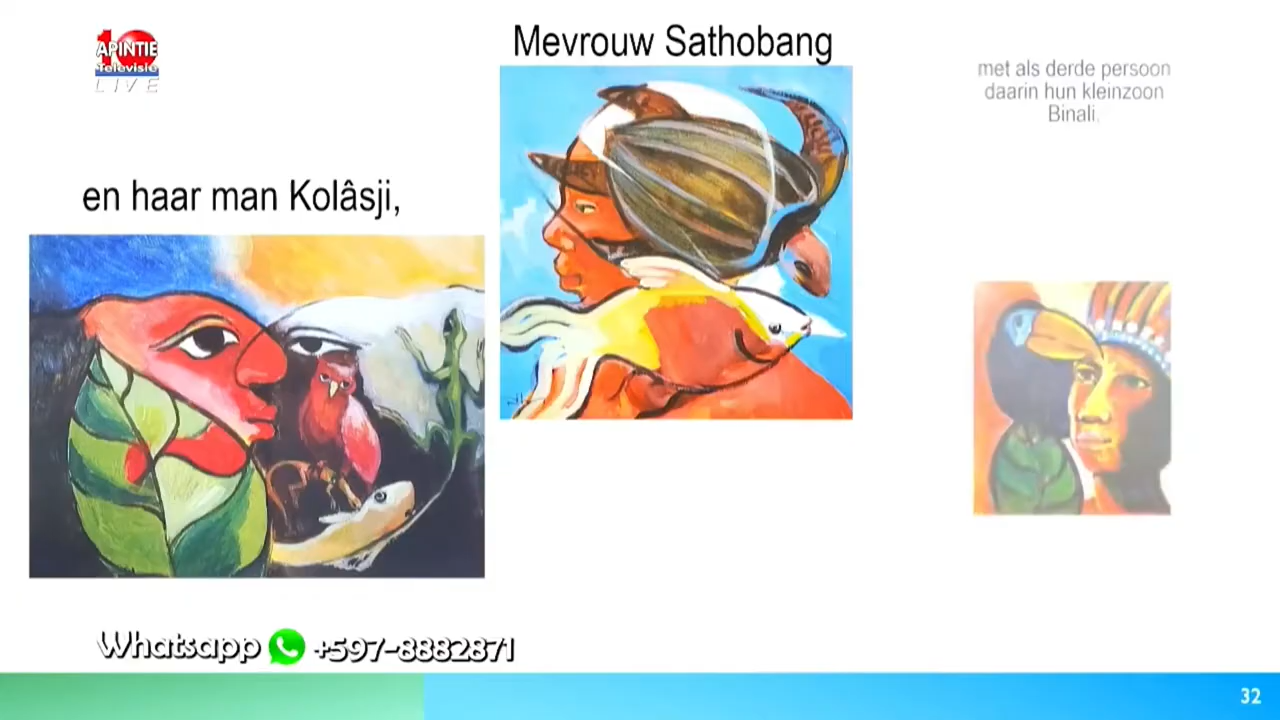 10
APINTIE
Televisie
LIVE
Mevrouw Sathobang
met als derde persoon
daarin hun kleinzoon
Binali.
en haar man Kolâsji,
Whatsapp +597-8882871
32